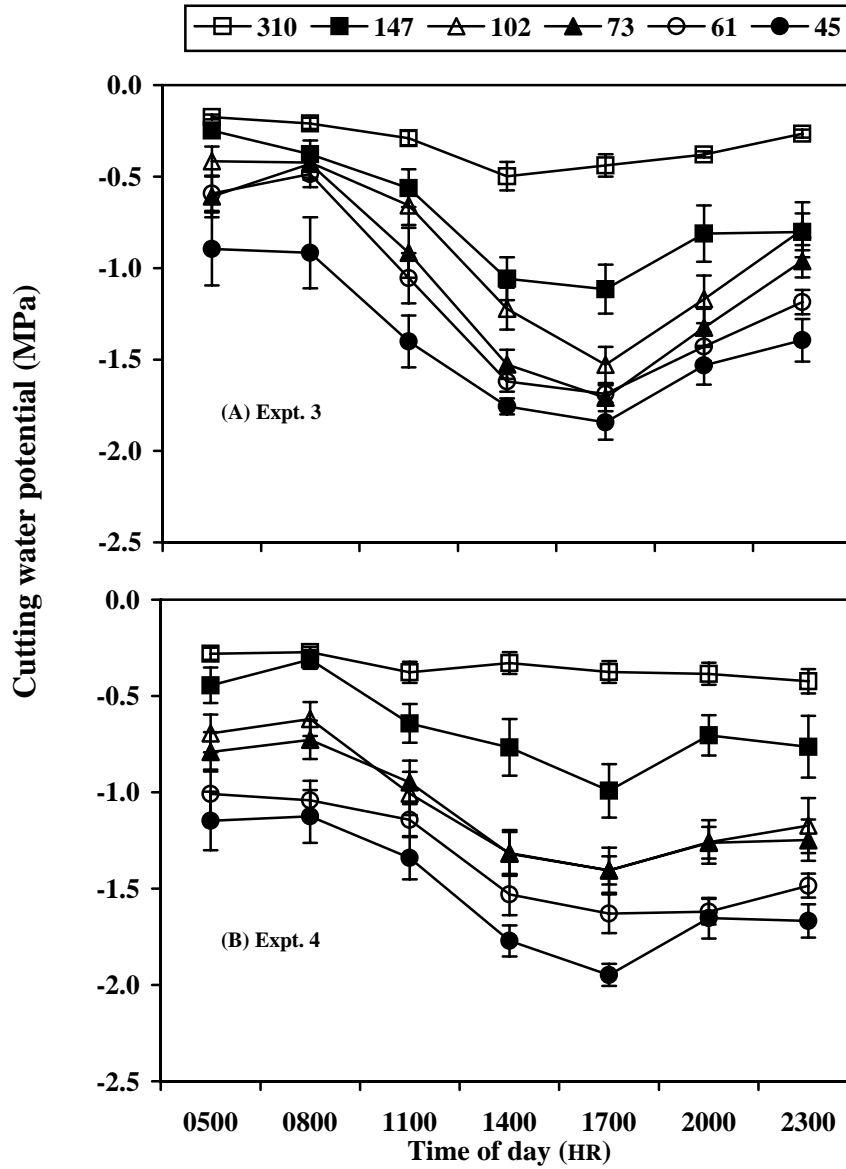 310 147 102 73 61 45
0.0
-0.5
-1.0
-1.5
-2.0
-2.5
(A) Expt. 3
Cutting water potential (MPa)
0.0
-0.5
-1.0
-1.5
-2.0
-2.5
(B) Expt. 4
0500 0800 1100 1400 1700 2000 2300
Time of day (HR)